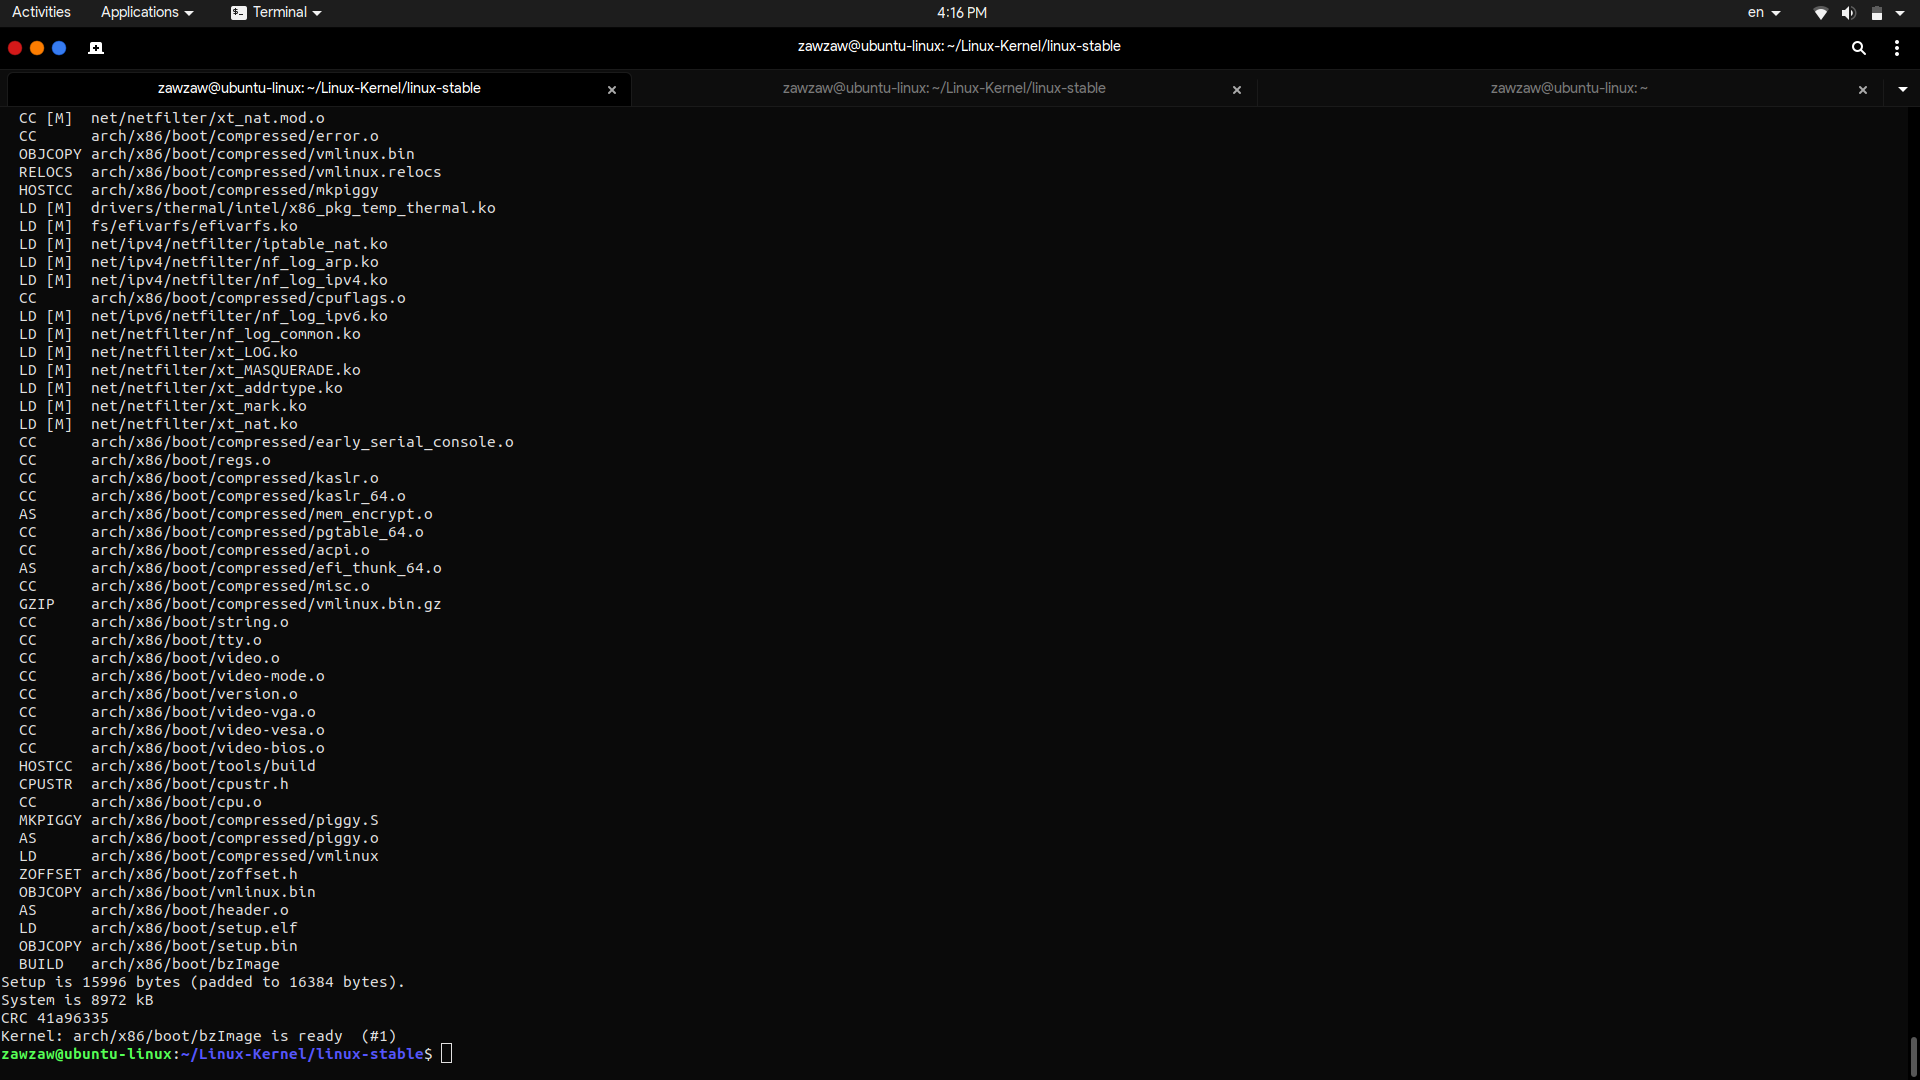 Activities Applications Terminal 4:16 PM en
zawzaw@ubuntu-linux: ~/Linux-Kernel/linux-stable
zawzaw@ubuntu-linux: ~/Linux-Kernel/linux-stable × zawzaw@ubuntu-linux: ~/Linux-Kernel/linux-stable × zawzaw@ubuntu-linux: ~ ×
  CC [M]  net/netfilter/xt_nat.mod.o
  CC      arch/x86/boot/compressed/error.o
  OBJCOPY arch/x86/boot/compressed/vmlinux.bin
  RELOCS  arch/x86/boot/compressed/vmlinux.relocs
  HOSTCC  arch/x86/boot/compressed/mkpiggy
  LD [M]  drivers/thermal/intel/x86_pkg_temp_thermal.ko
  LD [M]  fs/efivarfs/efivarfs.ko
  LD [M]  net/ipv4/netfilter/iptable_nat.ko
  LD [M]  net/ipv4/netfilter/nf_log_arp.ko
  LD [M]  net/ipv4/netfilter/nf_log_ipv4.ko
  CC      arch/x86/boot/compressed/cpuflags.o
  LD [M]  net/ipv6/netfilter/nf_log_ipv6.ko
  LD [M]  net/netfilter/nf_log_common.ko
  LD [M]  net/netfilter/xt_LOG.ko
  LD [M]  net/netfilter/xt_MASQUERADE.ko
  LD [M]  net/netfilter/xt_addrtype.ko
  LD [M]  net/netfilter/xt_mark.ko
  LD [M]  net/netfilter/xt_nat.ko
  CC      arch/x86/boot/compressed/early_serial_console.o
  CC      arch/x86/boot/regs.o
  CC      arch/x86/boot/compressed/kaslr.o
  CC      arch/x86/boot/compressed/kaslr_64.o
  AS      arch/x86/boot/compressed/mem_encrypt.o
  CC      arch/x86/boot/compressed/pgtable_64.o
  CC      arch/x86/boot/compressed/acpi.o
  AS      arch/x86/boot/compressed/efi_thunk_64.o
  CC      arch/x86/boot/compressed/misc.o
  GZIP    arch/x86/boot/compressed/vmlinux.bin.gz
  CC      arch/x86/boot/string.o
  CC      arch/x86/boot/tty.o
  CC      arch/x86/boot/video.o
  CC      arch/x86/boot/video-mode.o
  CC      arch/x86/boot/version.o
  CC      arch/x86/boot/video-vga.o
  CC      arch/x86/boot/video-vesa.o
  CC      arch/x86/boot/video-bios.o
  HOSTCC  arch/x86/boot/tools/build
  CPUSTR  arch/x86/boot/cpustr.h
  CC      arch/x86/boot/cpu.o
  MKPIGGY arch/x86/boot/compressed/piggy.S
  AS      arch/x86/boot/compressed/piggy.o
  LD      arch/x86/boot/compressed/vmlinux
  ZOFFSET arch/x86/boot/zoffset.h
  OBJCOPY arch/x86/boot/vmlinux.bin
  AS      arch/x86/boot/header.o
  LD      arch/x86/boot/setup.elf
  OBJCOPY arch/x86/boot/setup.bin
  BUILD   arch/x86/boot/bzImage
Setup is 15996 bytes (padded to 16384 bytes).
System is 8972 kB
CRC 41a96335
Kernel: arch/x86/boot/bzImage is ready  (#1)
zawzaw@ubuntu-linux:~/Linux-Kernel/linux-stable$